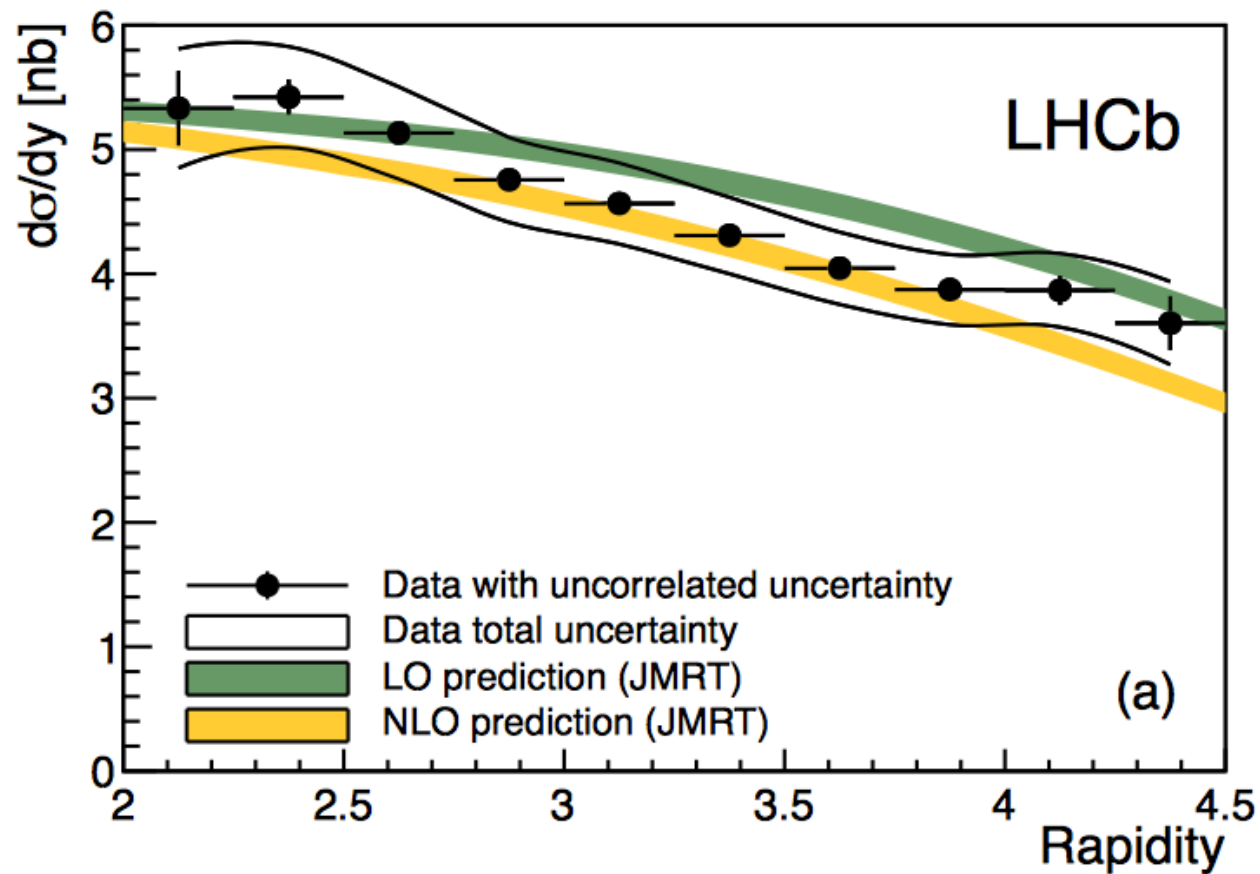 dσ/dy [nb]
6
5
4
3
2
1
0
LHCb
Data with uncorrelated uncertainty
Data total uncertainty
LO prediction (JMRT)
NLO prediction (JMRT)
(a)
2 2.5 3 3.5 4 4.5
Rapidity